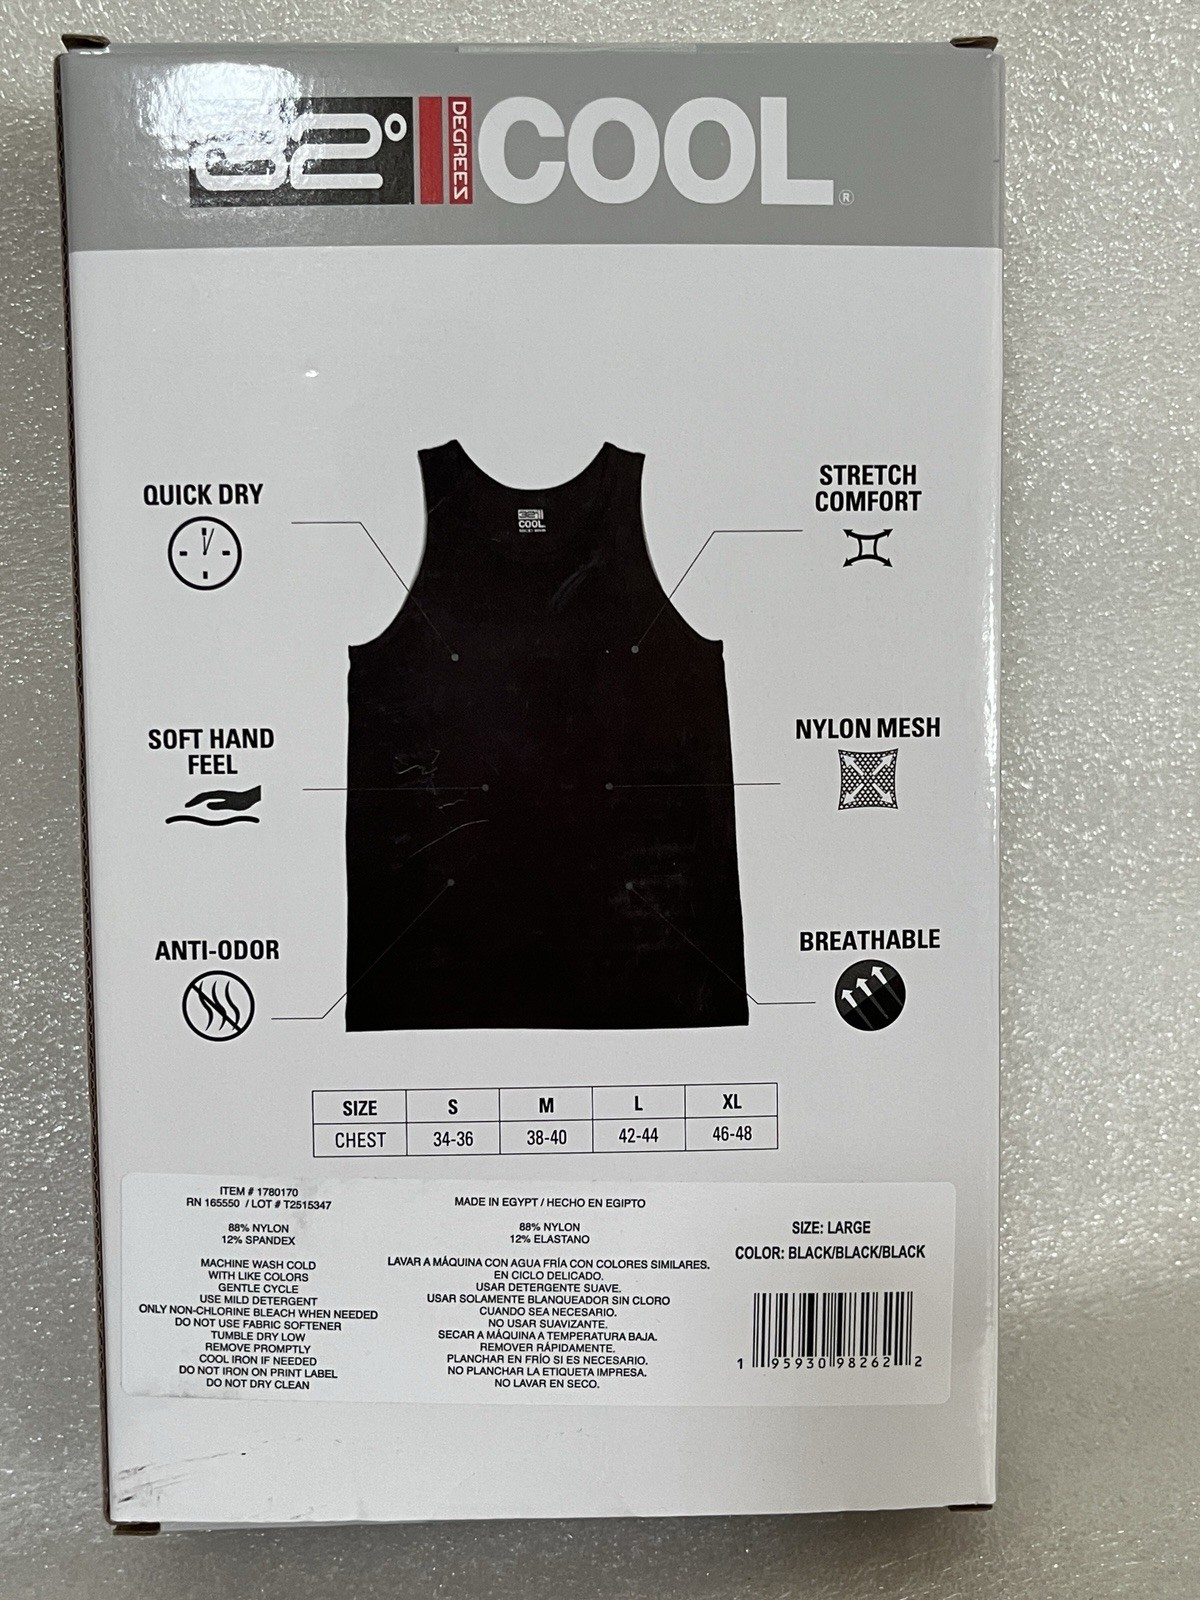 32° DEGREES COOL®
QUICK DRY
STRETCH
COMFORT
COOL
SOFT HAND
FEEL
NYLON MESH
ANTI-ODOR
BREATHABLE
SIZE S M L XL
CHEST 34-36 38-40 42-44 46-48
ITEM # 1780170
RN 165550 / LOT # T2515347
88% NYLON
12% SPANDEX
MACHINE WASH COLD
WITH LIKE COLORS
GENTLE CYCLE
USE MILD DETERGENT
ONLY NON-CHLORINE BLEACH WHEN NEEDED
DO NOT USE FABRIC SOFTENER
TUMBLE DRY LOW
REMOVE PROMPTLY
COOL IRON IF NEEDED
DO NOT IRON ON PRINT LABEL
DO NOT DRY CLEAN
MADE IN EGYPT / HECHO EN EGIPTO
88% NYLON
12% ELASTANO
LAVAR A MÁQUINA CON AGUA FRÍA CON COLORES SIMILARES.
EN CICLO DELICADO.
USAR DETERGENTE SUAVE.
USAR SOLAMENTE BLANQUEADOR SIN CLORO
CUANDO SEA NECESARIO.
NO USAR SUAVIZANTE.
SECAR A MÁQUINA A TEMPERATURA BAJA.
REMOVER RÁPIDAMENTE.
PLANCHAR EN FRÍO SI ES NECESARIO.
NO PLANCHAR LA ETIQUETA IMPRESA.
NO LAVAR EN SECO.
SIZE: LARGE
COLOR: BLACK/BLACK/BLACK
1 95930 98262 2